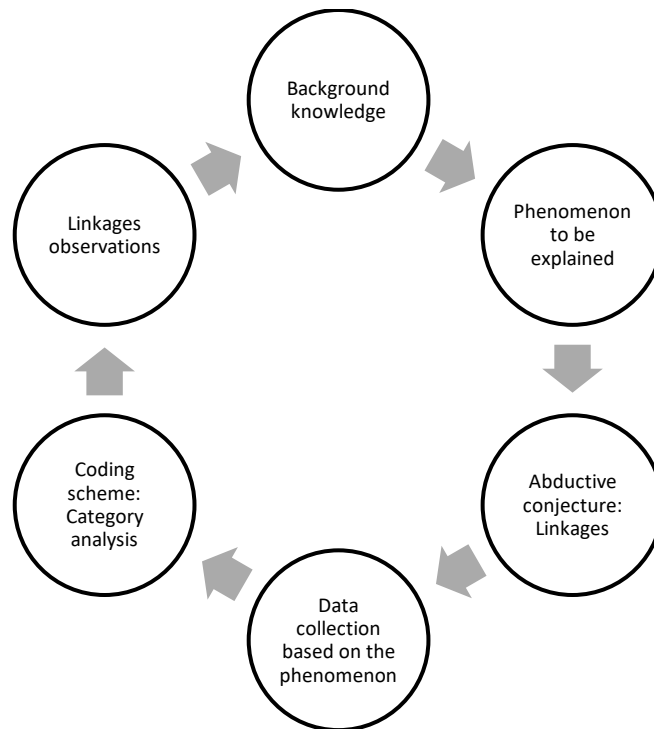 Background
knowledge
Phenomenon
to be
explained
Abductive
conjecture:
Linkages
Data
collection
based on the
phenomenon
Coding
scheme:
Category
analysis
Linkages
observations